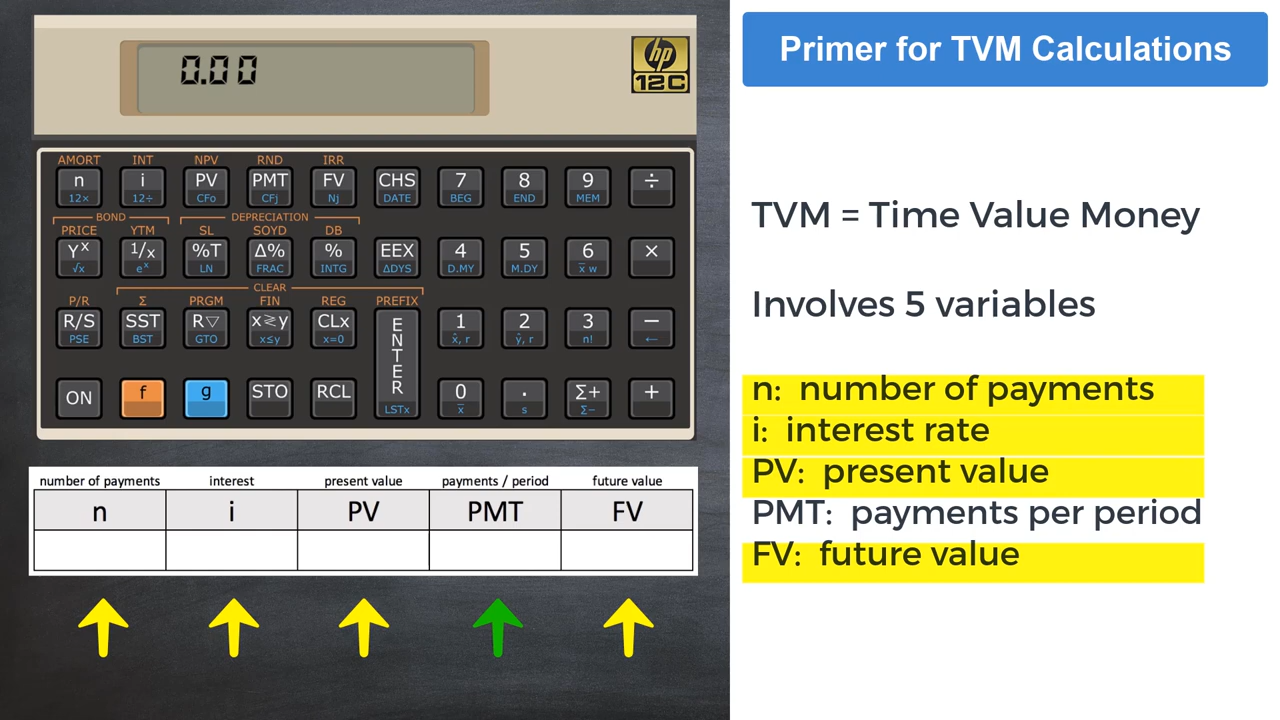 0.00
hp
12C
AMORT INT NPV RND IRR
n i PV PMT FV CHS 7 8 9 ÷
12× 12÷ CFo CFj Nj DATE BEG END MEM
BOND DEPRECIATION
PRICE YTM SL SOYD DB
Yˣ 1/x %T Δ% % EEX 4 5 6 ×
√x eˣ LN FRAC INTG ΔDYS D.MY M.DY x̅ w
CLEAR
P/R Σ PRGM FIN REG PREFIX
R/S SST R▽ x≷y CLx ENTER 1 2 3 −
PSE BST GTO x≤y x=0 x̂, r ŷ, r n! ←
ON f g STO RCL 0 · Σ+ +
LSTx x̅ s Σ−
number of payments interest present value payments / period future value
n i PV PMT FV
Primer for TVM Calculations
TVM = Time Value Money
Involves 5 variables
n: number of payments
i: interest rate
PV: present value
PMT: payments per period
FV: future value